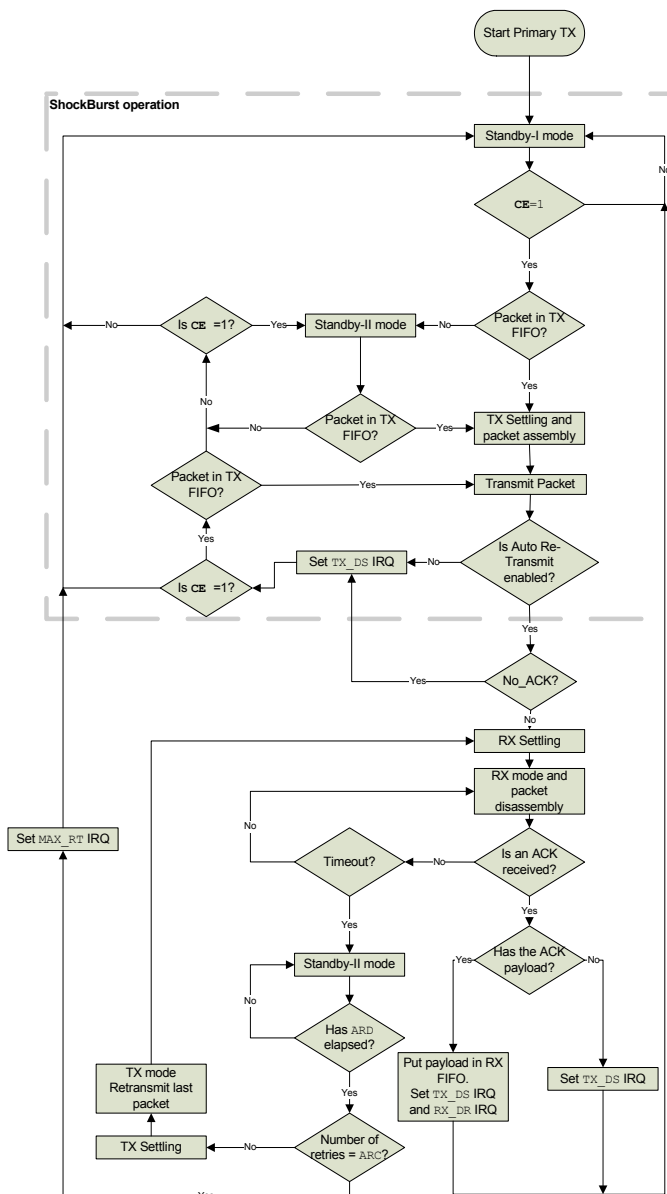 Start Primary TX
ShockBurst operation
Standby-I mode
No
CE=1
Yes
Is CE =1?
No
Yes
Standby-II mode
No
Packet in TX
FIFO?
Yes
No
Packet in TX
FIFO?
No
Yes
TX Settling and
packet assembly
Packet in TX
FIFO?
Yes
Transmit Packet
Yes
Is Auto Re-
Transmit
enabled?
No
Set TX_DS IRQ
Is CE =1?
Yes
No_ACK?
Yes
No
RX Settling
RX mode and
packet
disassembly
No
Set MAX_RT IRQ
Timeout?
No
Is an ACK
received?
Yes
Yes
Standby-II mode
No
Has the ACK
payload?
Yes
No
Has ARD
elapsed?
Yes
TX mode
Retransmit last
packet
Put payload in RX
FIFO.
Set TX_DS IRQ
and RX_DR IRQ
Set TX_DS IRQ
TX Settling
No
Number of
retries = ARC?
Yes